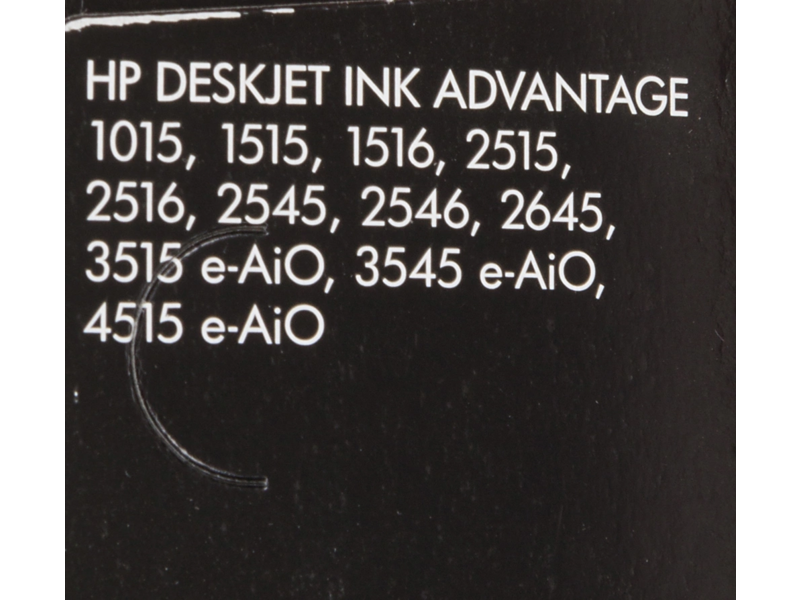 HP DESKJET INK ADVANTAGE
1015, 1515, 1516, 2515,
2516, 2545, 2546, 2645,
3515 e-AiO, 3545 e-AiO,
4515 e-AiO